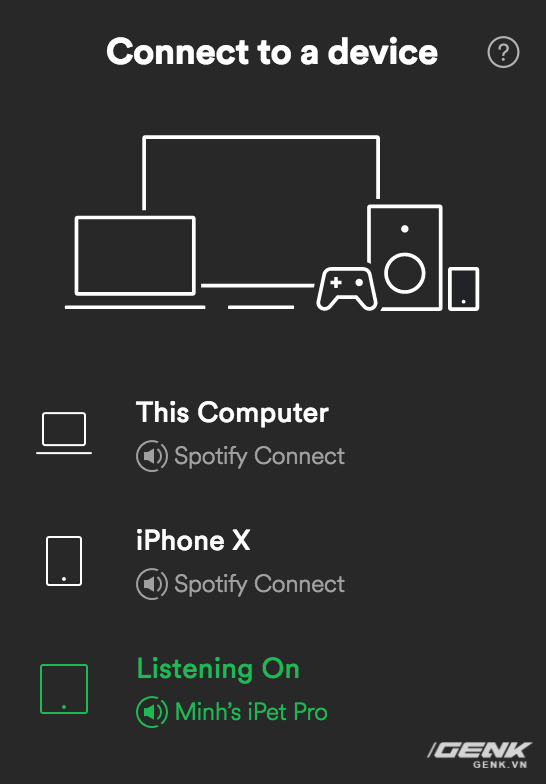 Connect to a device
?
This Computer
Spotify Connect
iPhone X
Spotify Connect
Listening On
Minh's iPet Pro
GENK
GENK.VN